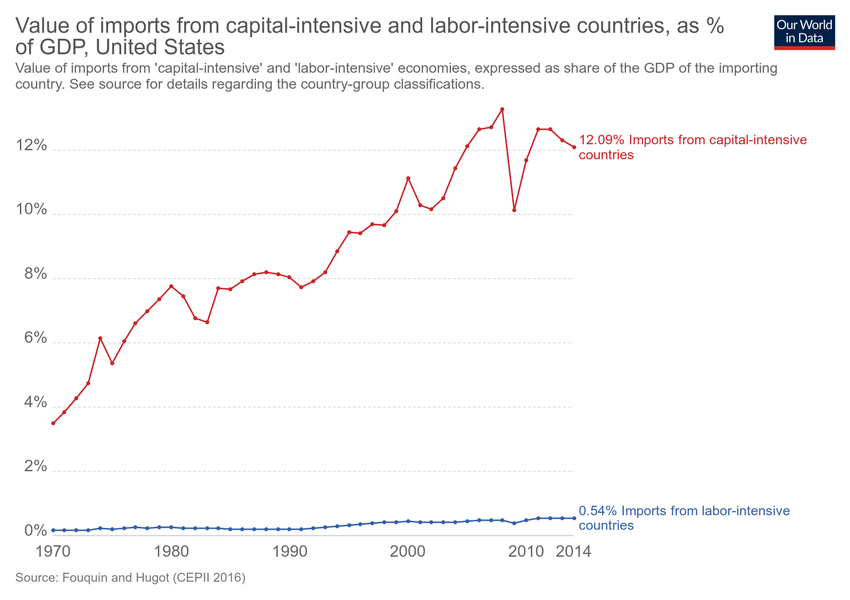 Value of imports from capital-intensive and labor-intensive countries, as %
of GDP, United States
Our World
in Data
Value of imports from 'capital-intensive' and 'labor-intensive' economies, expressed as share of the GDP of the importing
country. See source for details regarding the country-group classifications.
12%
10%
8%
6%
4%
2%
0%
12.09% Imports from capital-intensive
countries
0.54% Imports from labor-intensive
countries
1970
1980
1990
2000
2010
2014
Source: Fouquin and Hugot (CEPII 2016)